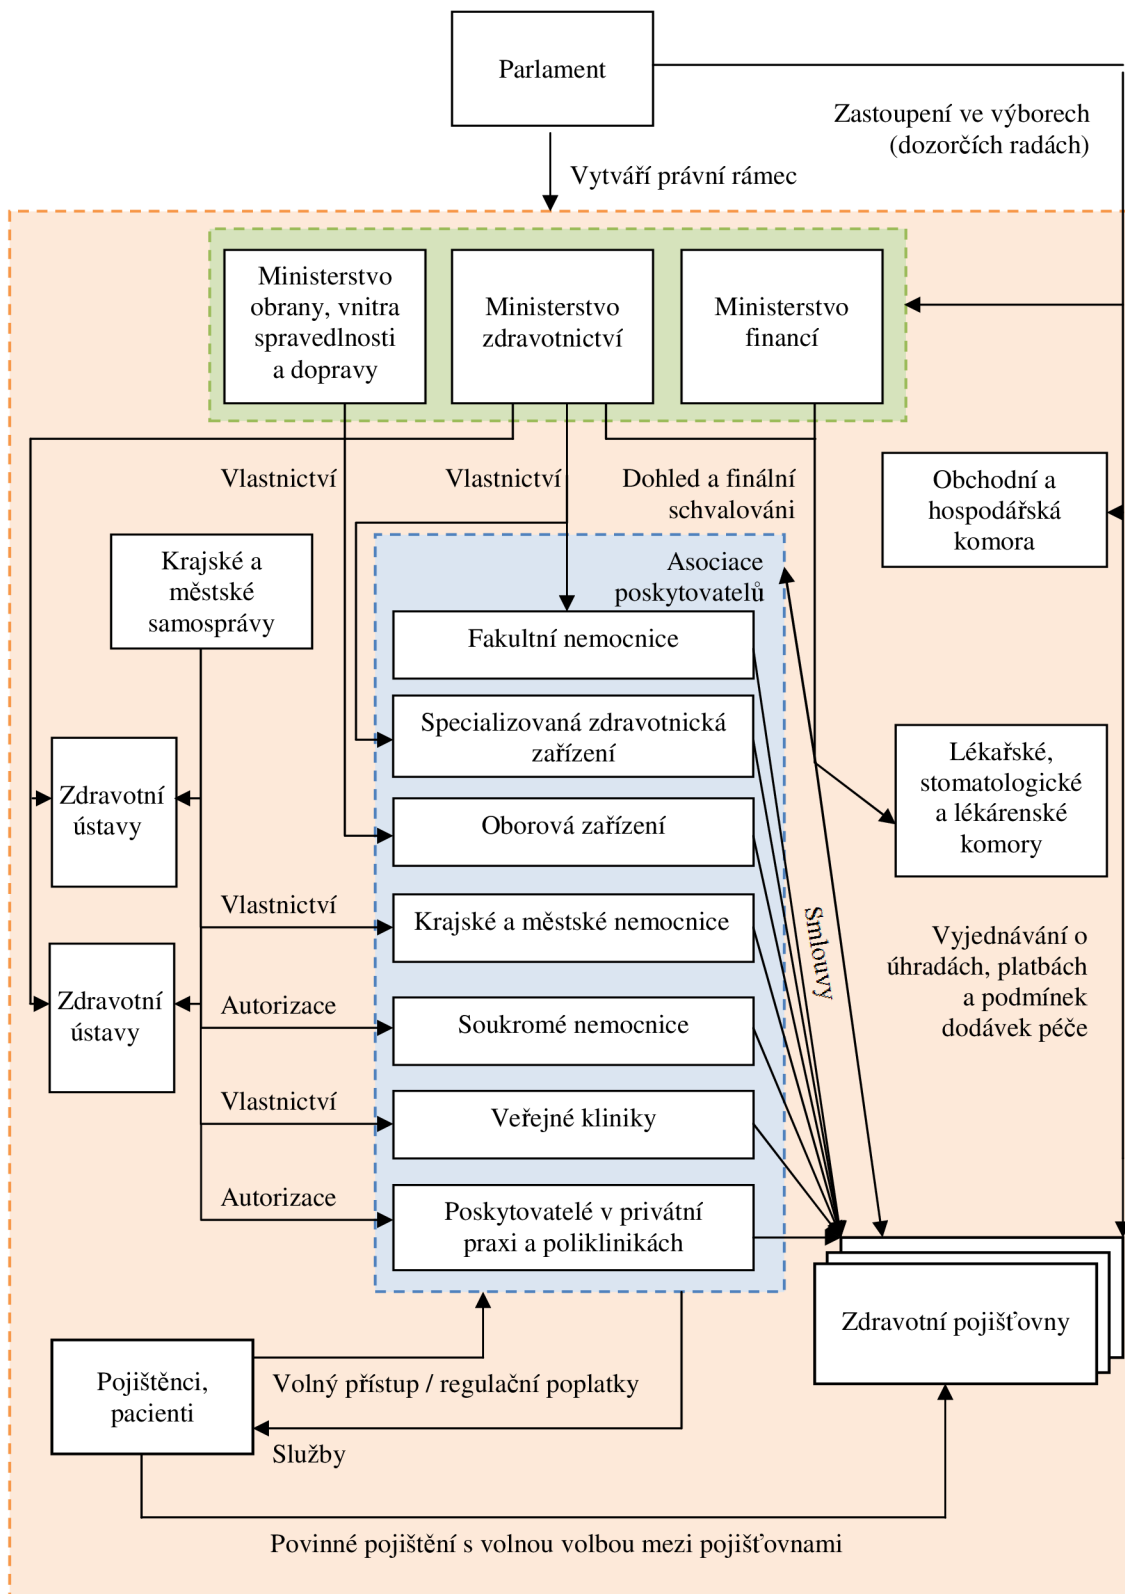 Parlament
Zastoupení ve výborech
(dozorčích radách)
Vytváří právní rámec
Ministerstvo
obrany, vnitra
spravedlnosti
a dopravy
Ministerstvo
zdravotnictví
Ministerstvo
financí
Vlastnictví
Vlastnictví
Dohled a finální
schvalováni
Obchodní a
hospodářská
komora
Krajské a
městské
samosprávy
Asociace
poskytovatelů
Fakultní nemocnice
Specializovaná zdravotnická
zařízení
Zdravotní
ústavy
Oborová zařízení
Lékařské,
stomatologické
a lékárenské
komory
Vlastnictví
Krajské a městské nemocnice
Smlouvy
Vyjednávání o
úhradách, platbách
a podmínek
dodávek péče
Zdravotní
ústavy
Autorizace
Soukromé nemocnice
Vlastnictví
Veřejné kliniky
Autorizace
Poskytovatelé v privátní
praxi a poliklinikách
Zdravotní pojišťovny
Pojištěnci,
pacienti
Volný přístup / regulační poplatky
Služby
Povinné pojištění s volnou volbou mezi pojišťovnami